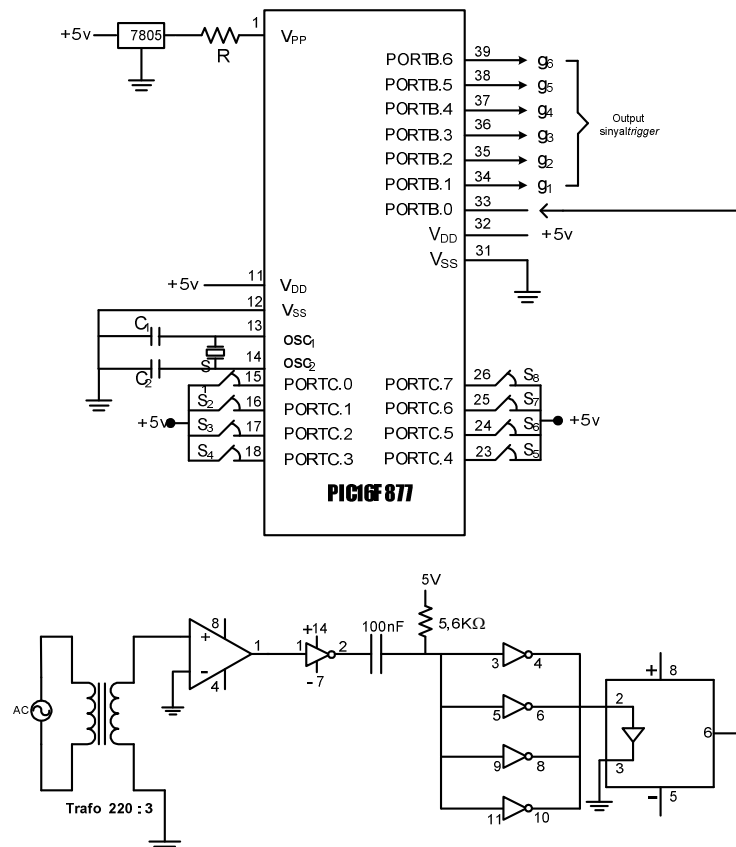 +5v
7805
R
1
VPP
PORTB.6
39
g6
PORTB.5
38
g5
PORTB.4
37
g4
PORTB.3
36
g3
PORTB.2
35
g2
PORTB.1
34
g1
PORTB.0
33
VDD
32
+5v
VSS
31
Output
sinyaltrigger
+5v
11
VDD
12
VSS
C1
13
OSC1
C2
14
OSC2
S
1
15
PORTC.0
S2
16
PORTC.1
+5v
S3
17
PORTC.2
S4
18
PORTC.3
PORTC.7
26
S8
PORTC.6
25
S7
PORTC.5
24
S6
+5v
PORTC.4
23
S5
PIC16F877
AC
Trafo 220 : 3
8
+
-
4
1
1
+14
2
-7
100nF
5V
5,6KΩ
3
4
5
6
9
8
11
10
+
8
2
3
6
-
5